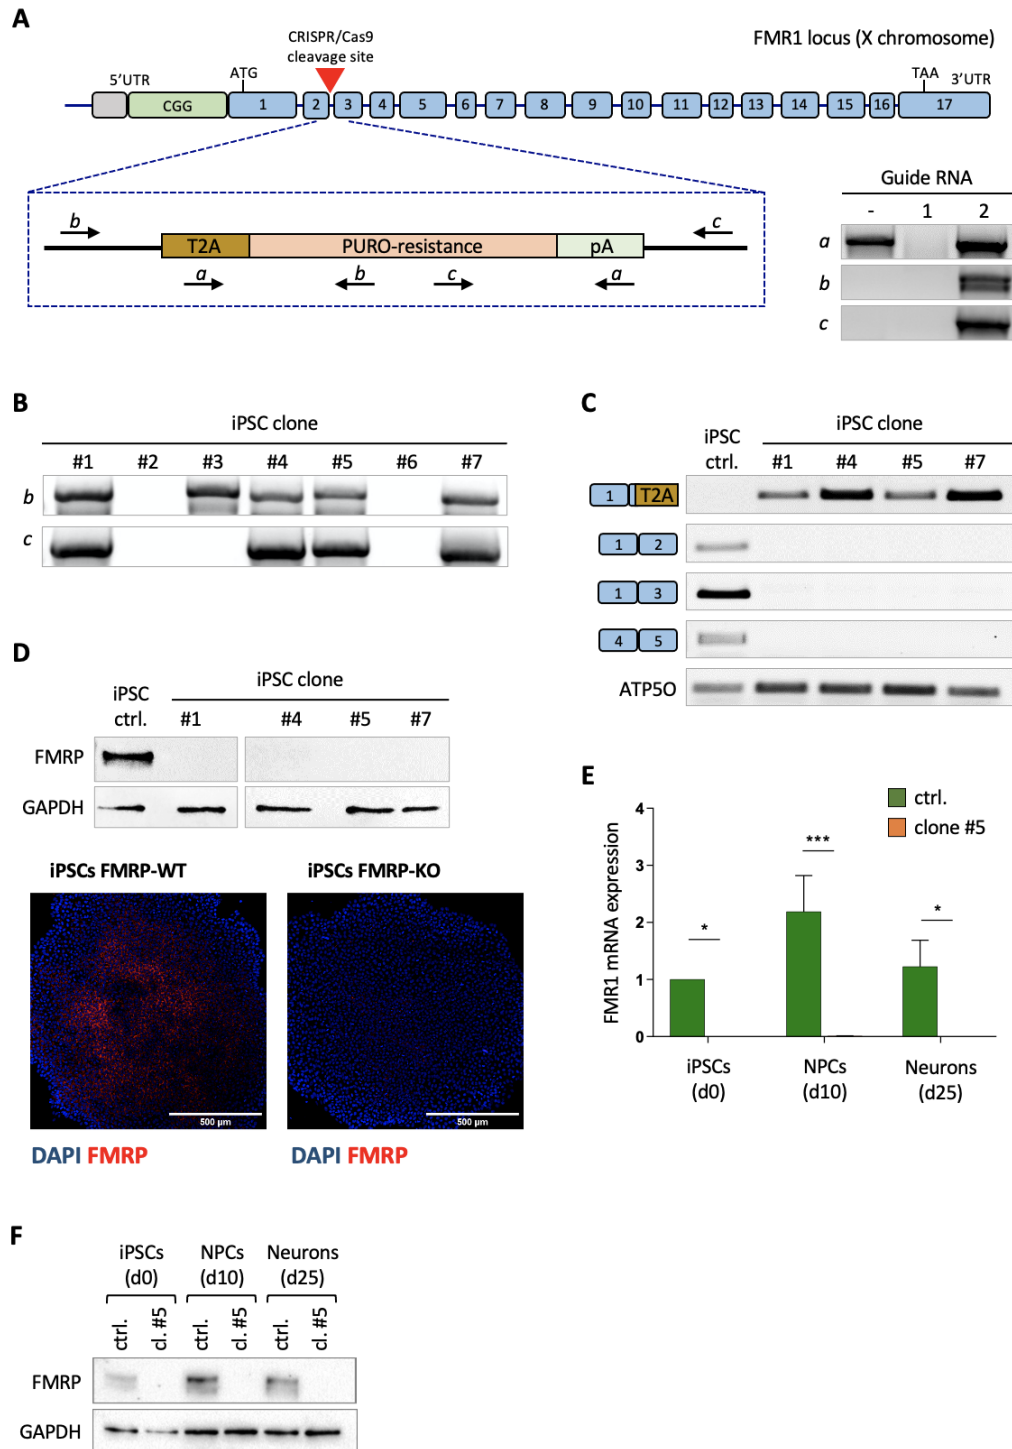 A
CRISPR/Cas9
cleavage site
FMR1 locus (X chromosome)
5'UTR
ATG
TAA
3'UTR
CGG 1 2 3 4 5 6 7 8 9 10 11 12 13 14 15 16 17
b
c
T2A PURO-resistance pA
a b c a
Guide RNA
- 1 2
a
b
c
B
iPSC clone
#1 #2 #3 #4 #5 #6 #7
b
c
C
iPSC
ctrl.
iPSC clone
#1 #4 #5 #7
1 T2A
1 2
1 3
4 5
ATP5O
D
iPSC
ctrl.
iPSC clone
#1 #4 #5 #7
FMRP
GAPDH
iPSCs FMRP-WT
iPSCs FMRP-KO
500 µm
500 µm
DAPI FMRP
DAPI FMRP
E
ctrl.
clone #5
FMR1 mRNA expression
4
3
2
1
0
*
***
*
iPSCs
(d0)
NPCs
(d10)
Neurons
(d25)
F
iPSCs
(d0)
NPCs
(d10)
Neurons
(d25)
ctrl. cl. #5 ctrl. cl. #5 ctrl. cl. #5
FMRP
GAPDH